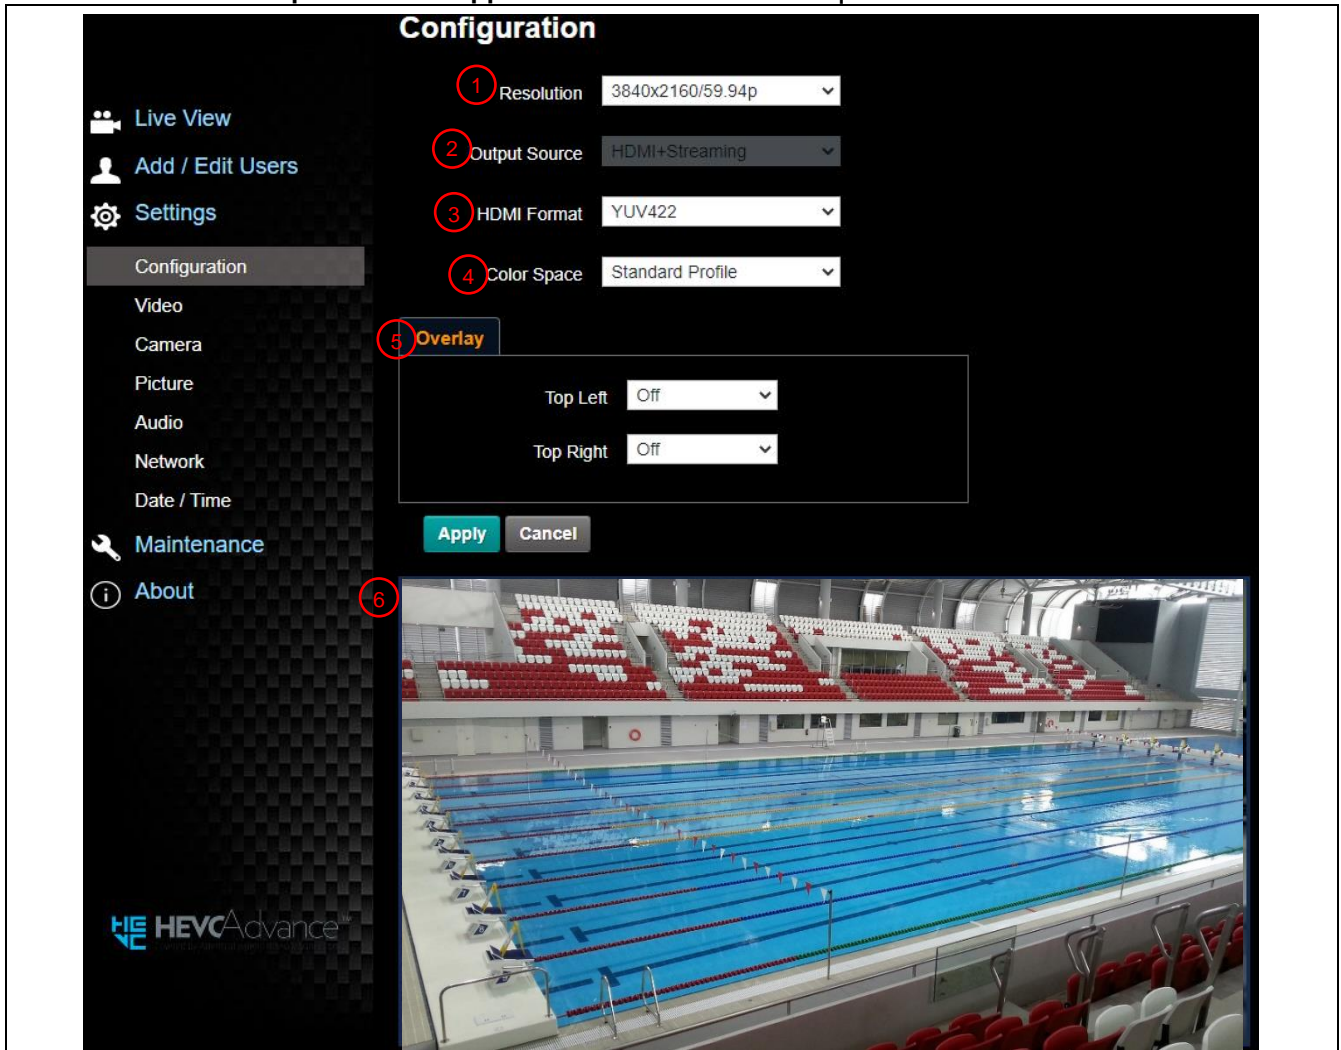 Configuration
1 Resolution 3840x2160/59.94p
Live View
2 Output Source HDMI+Streaming
Add / Edit Users
3 HDMI Format YUV422
Settings
4 Color Space Standard Profile
Configuration
Video
5 Overlay
Camera
Picture
Top Left Off
Audio
Top Right Off
Network
Date / Time
Apply Cancel
Maintenance
About
6
HEVC HEVCAdvance™